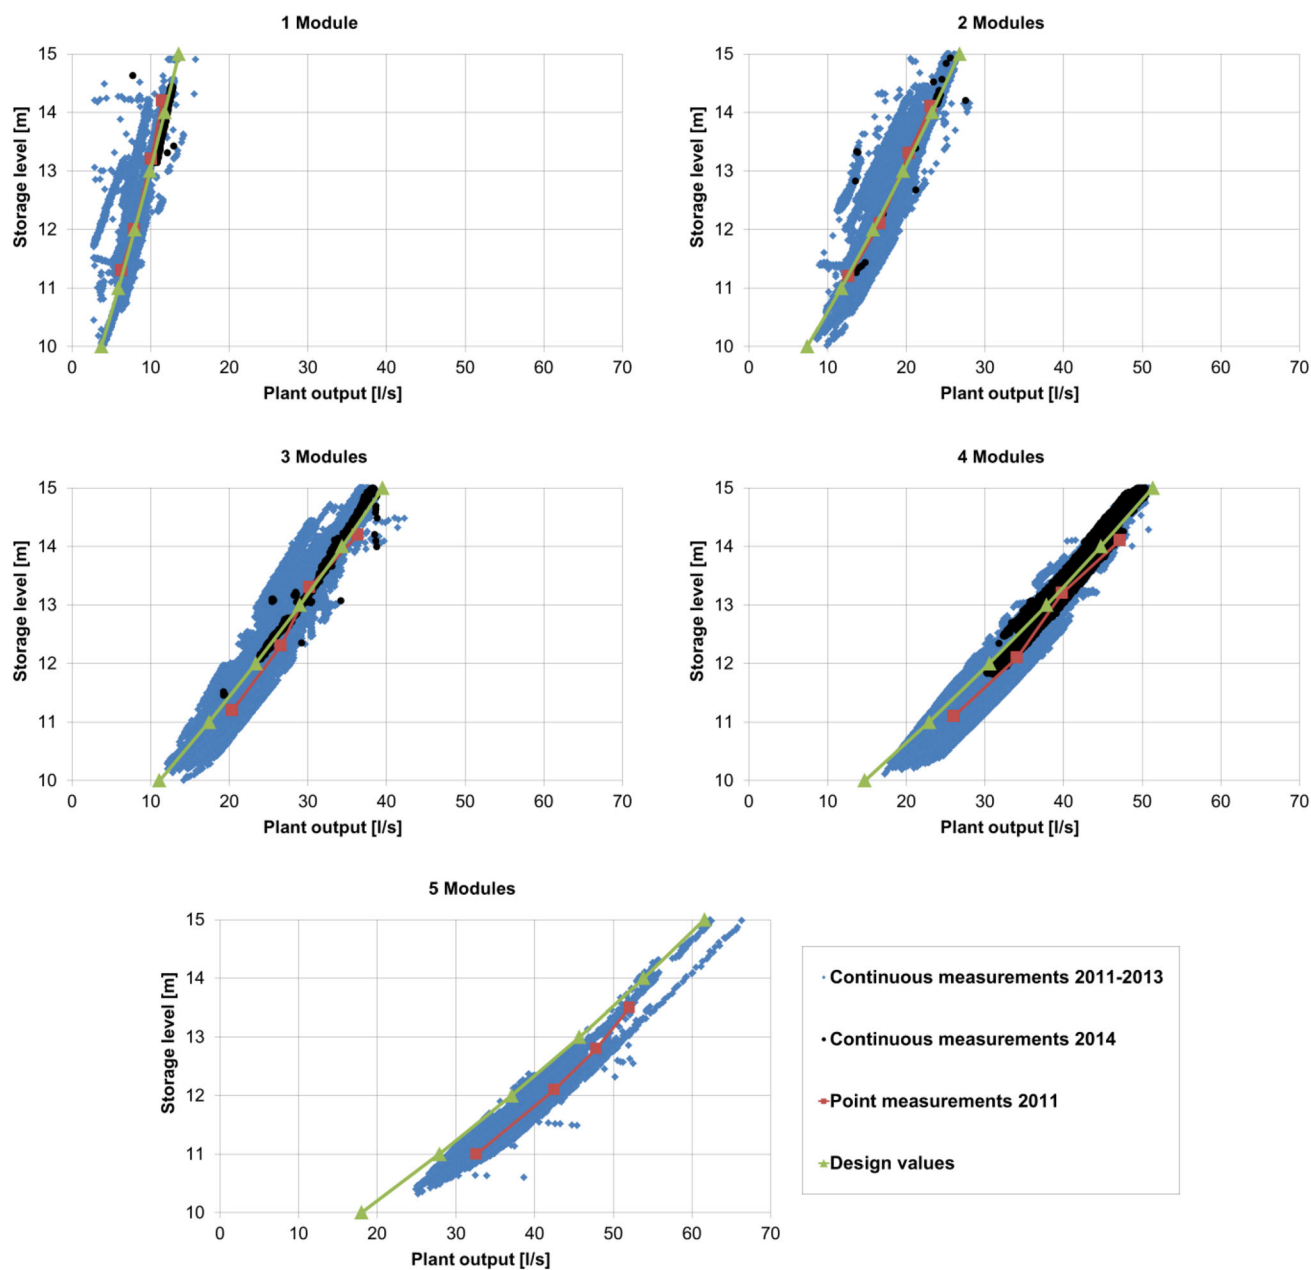 1 Module
15
14
13
12
11
10
Storage level [m]
0 10 20 30 40 50 60 70
Plant output [l/s]
2 Modules
15
14
13
12
11
10
Storage level [m]
0 10 20 30 40 50 60 70
Plant output [l/s]
3 Modules
15
14
13
12
11
10
Storage level [m]
0 10 20 30 40 50 60 70
Plant output [l/s]
4 Modules
15
14
13
12
11
10
Storage level [m]
0 10 20 30 40 50 60 70
Plant output [l/s]
5 Modules
15
14
13
12
11
10
Storage level [m]
0 10 20 30 40 50 60 70
Plant output [l/s]
Continuous measurements 2011-2013
Continuous measurements 2014
Point measurements 2011
Design values